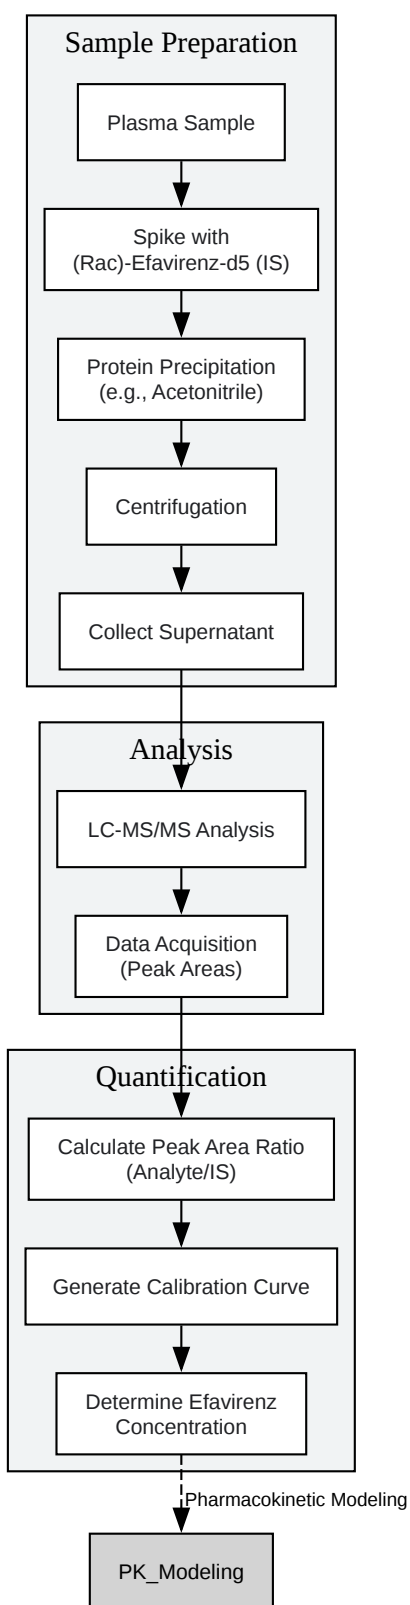 Sample Preparation
Plasma Sample
Spike with
(Rac)-Efavirenz-d5 (IS)
Protein Precipitation
(e.g., Acetonitrile)
Centrifugation
Collect Supernatant
Analysis
LC-MS/MS Analysis
Data Acquisition
(Peak Areas)
Quantification
Calculate Peak Area Ratio
(Analyte/IS)
Generate Calibration Curve
Determine Efavirenz
Concentration
Pharmacokinetic Modeling
PK_Modeling